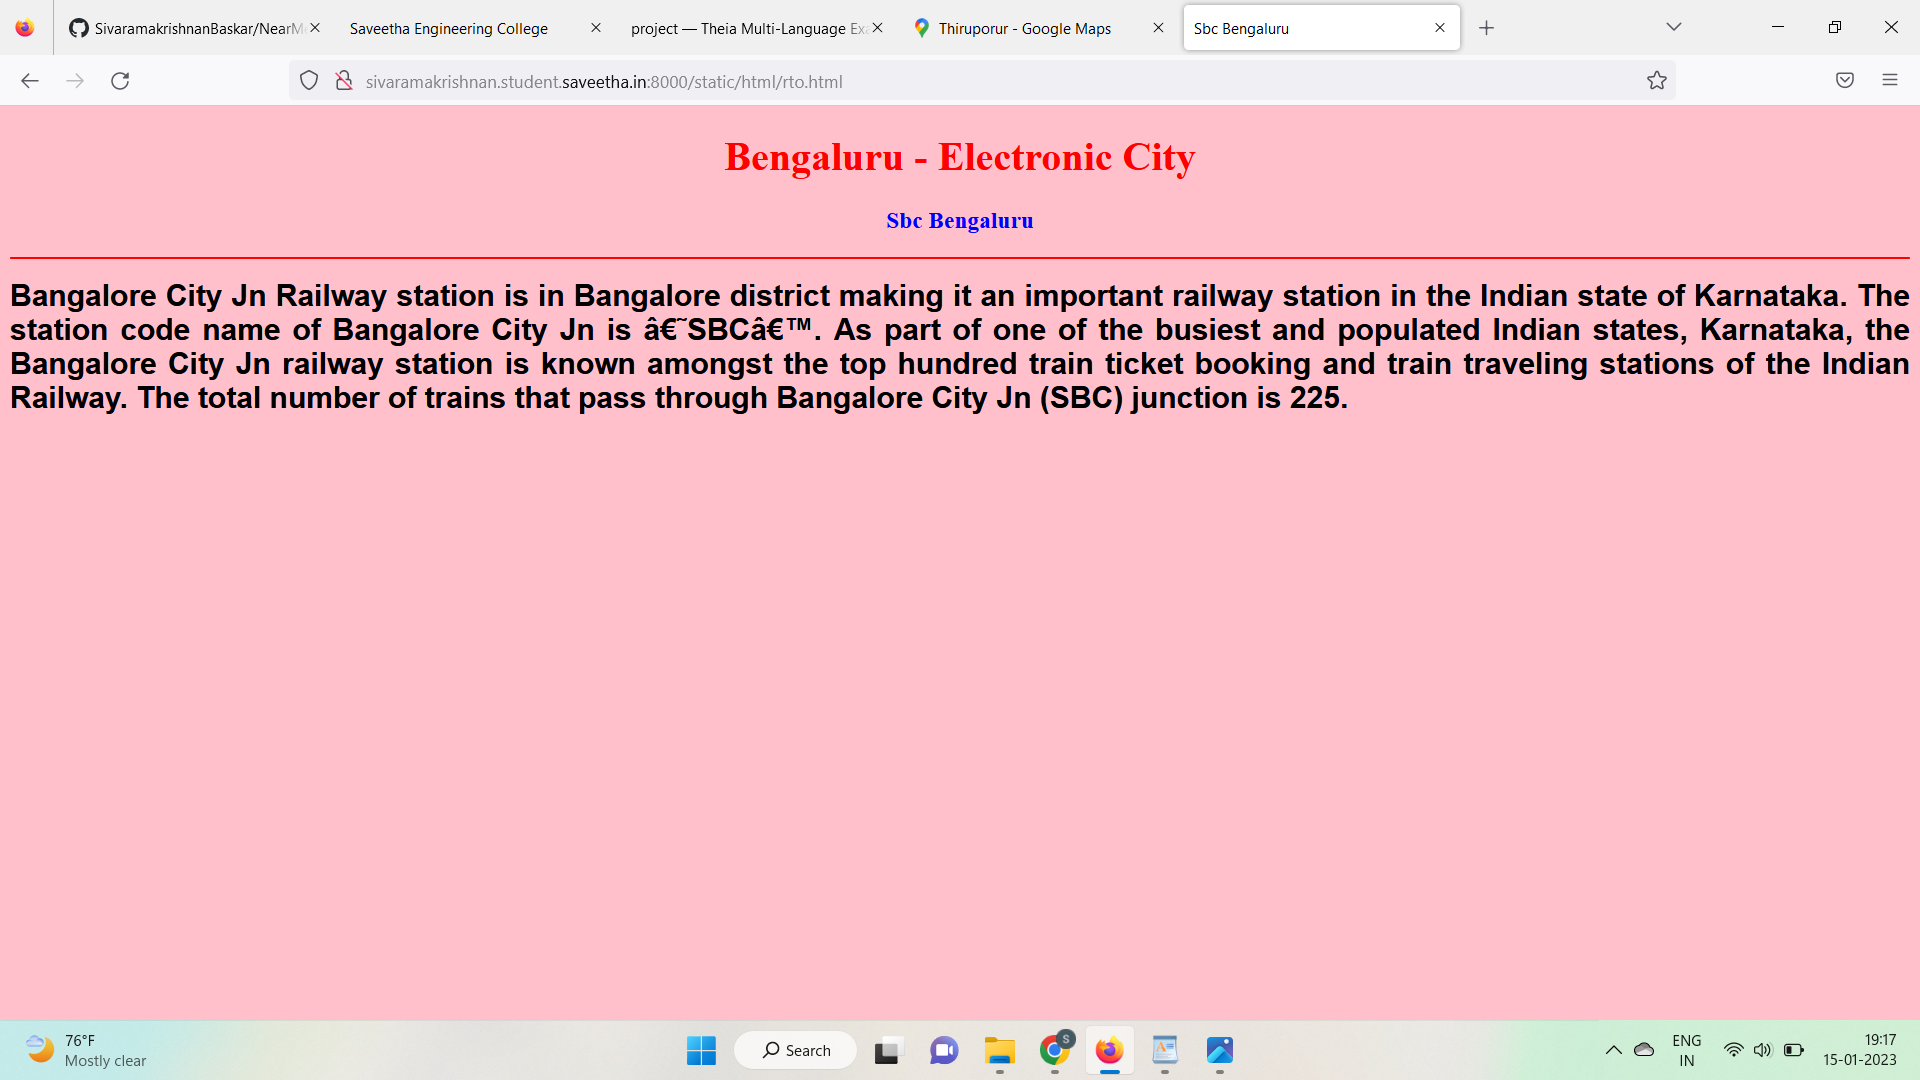 SivaramakrishnanBaskar/NearM
Saveetha Engineering College
project — Theia Multi-Language Exa
Thiruporur - Google Maps
Sbc Bengaluru
sivaramakrishnan.student.saveetha.in:8000/static/html/rto.html
Bengaluru - Electronic City
Sbc Bengaluru
Bangalore City Jn Railway station is in Bangalore district making it an important railway station in the Indian state of Karnataka. The
station code name of Bangalore City Jn is â€˜SBCâ€™. As part of one of the busiest and populated Indian states, Karnataka, the
Bangalore City Jn railway station is known amongst the top hundred train ticket booking and train traveling stations of the Indian
Railway. The total number of trains that pass through Bangalore City Jn (SBC) junction is 225.
76°F
Mostly clear
Search
S
ENG
IN
19:17
15-01-2023